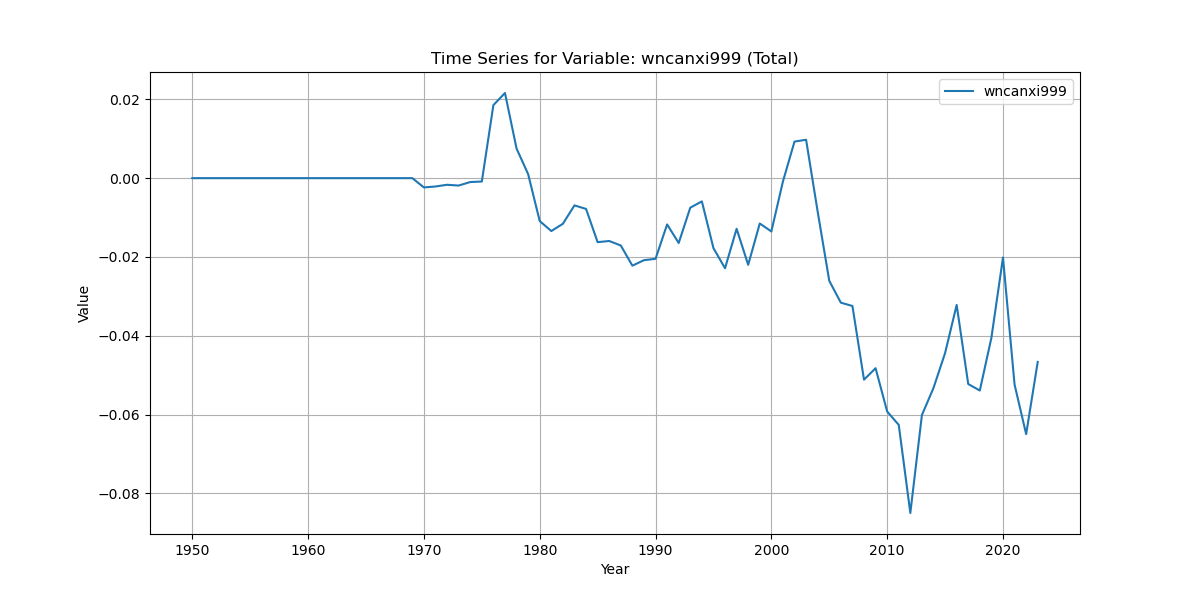 Time Series for Variable: wncanxi999 (Total)
wncanxi999
0.02
0.00
−0.02
−0.04
−0.06
−0.08
Value
1950 1960 1970 1980 1990 2000 2010 2020
Year